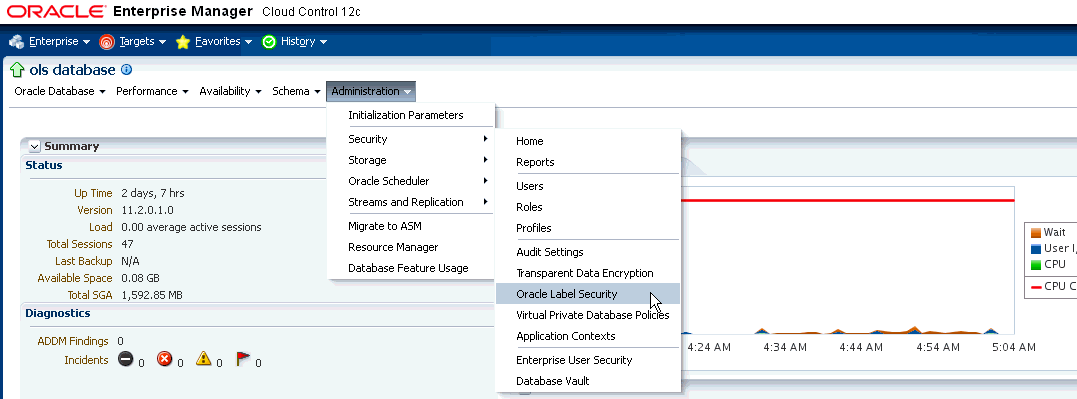 ORACLE Enterprise Manager Cloud Control 12c
Enterprise Targets Favorites History
ols database
Oracle Database Performance Availability Schema Administration
Initialization Parameters
Security
Storage
Oracle Scheduler
Streams and Replication
Migrate to ASM
Resource Manager
Database Feature Usage
Home
Reports
Users
Roles
Profiles
Audit Settings
Transparent Data Encryption
Oracle Label Security
Virtual Private Database Policies
Application Contexts
Enterprise User Security
Database Vault
Summary
Status
Up Time 2 days, 7 hrs
Version 11.2.0.1.0
Load 0.00 average active sessions
Total Sessions 47
Last Backup N/A
Available Space 0.08 GB
Total SGA 1,592.85 MB
Diagnostics
ADDM Findings 0
Incidents 0 0 0 0
Wait
User I/
CPU
CPU C
4:24 AM 4:34 AM 4:44 AM 4:54 AM 5:04 AM